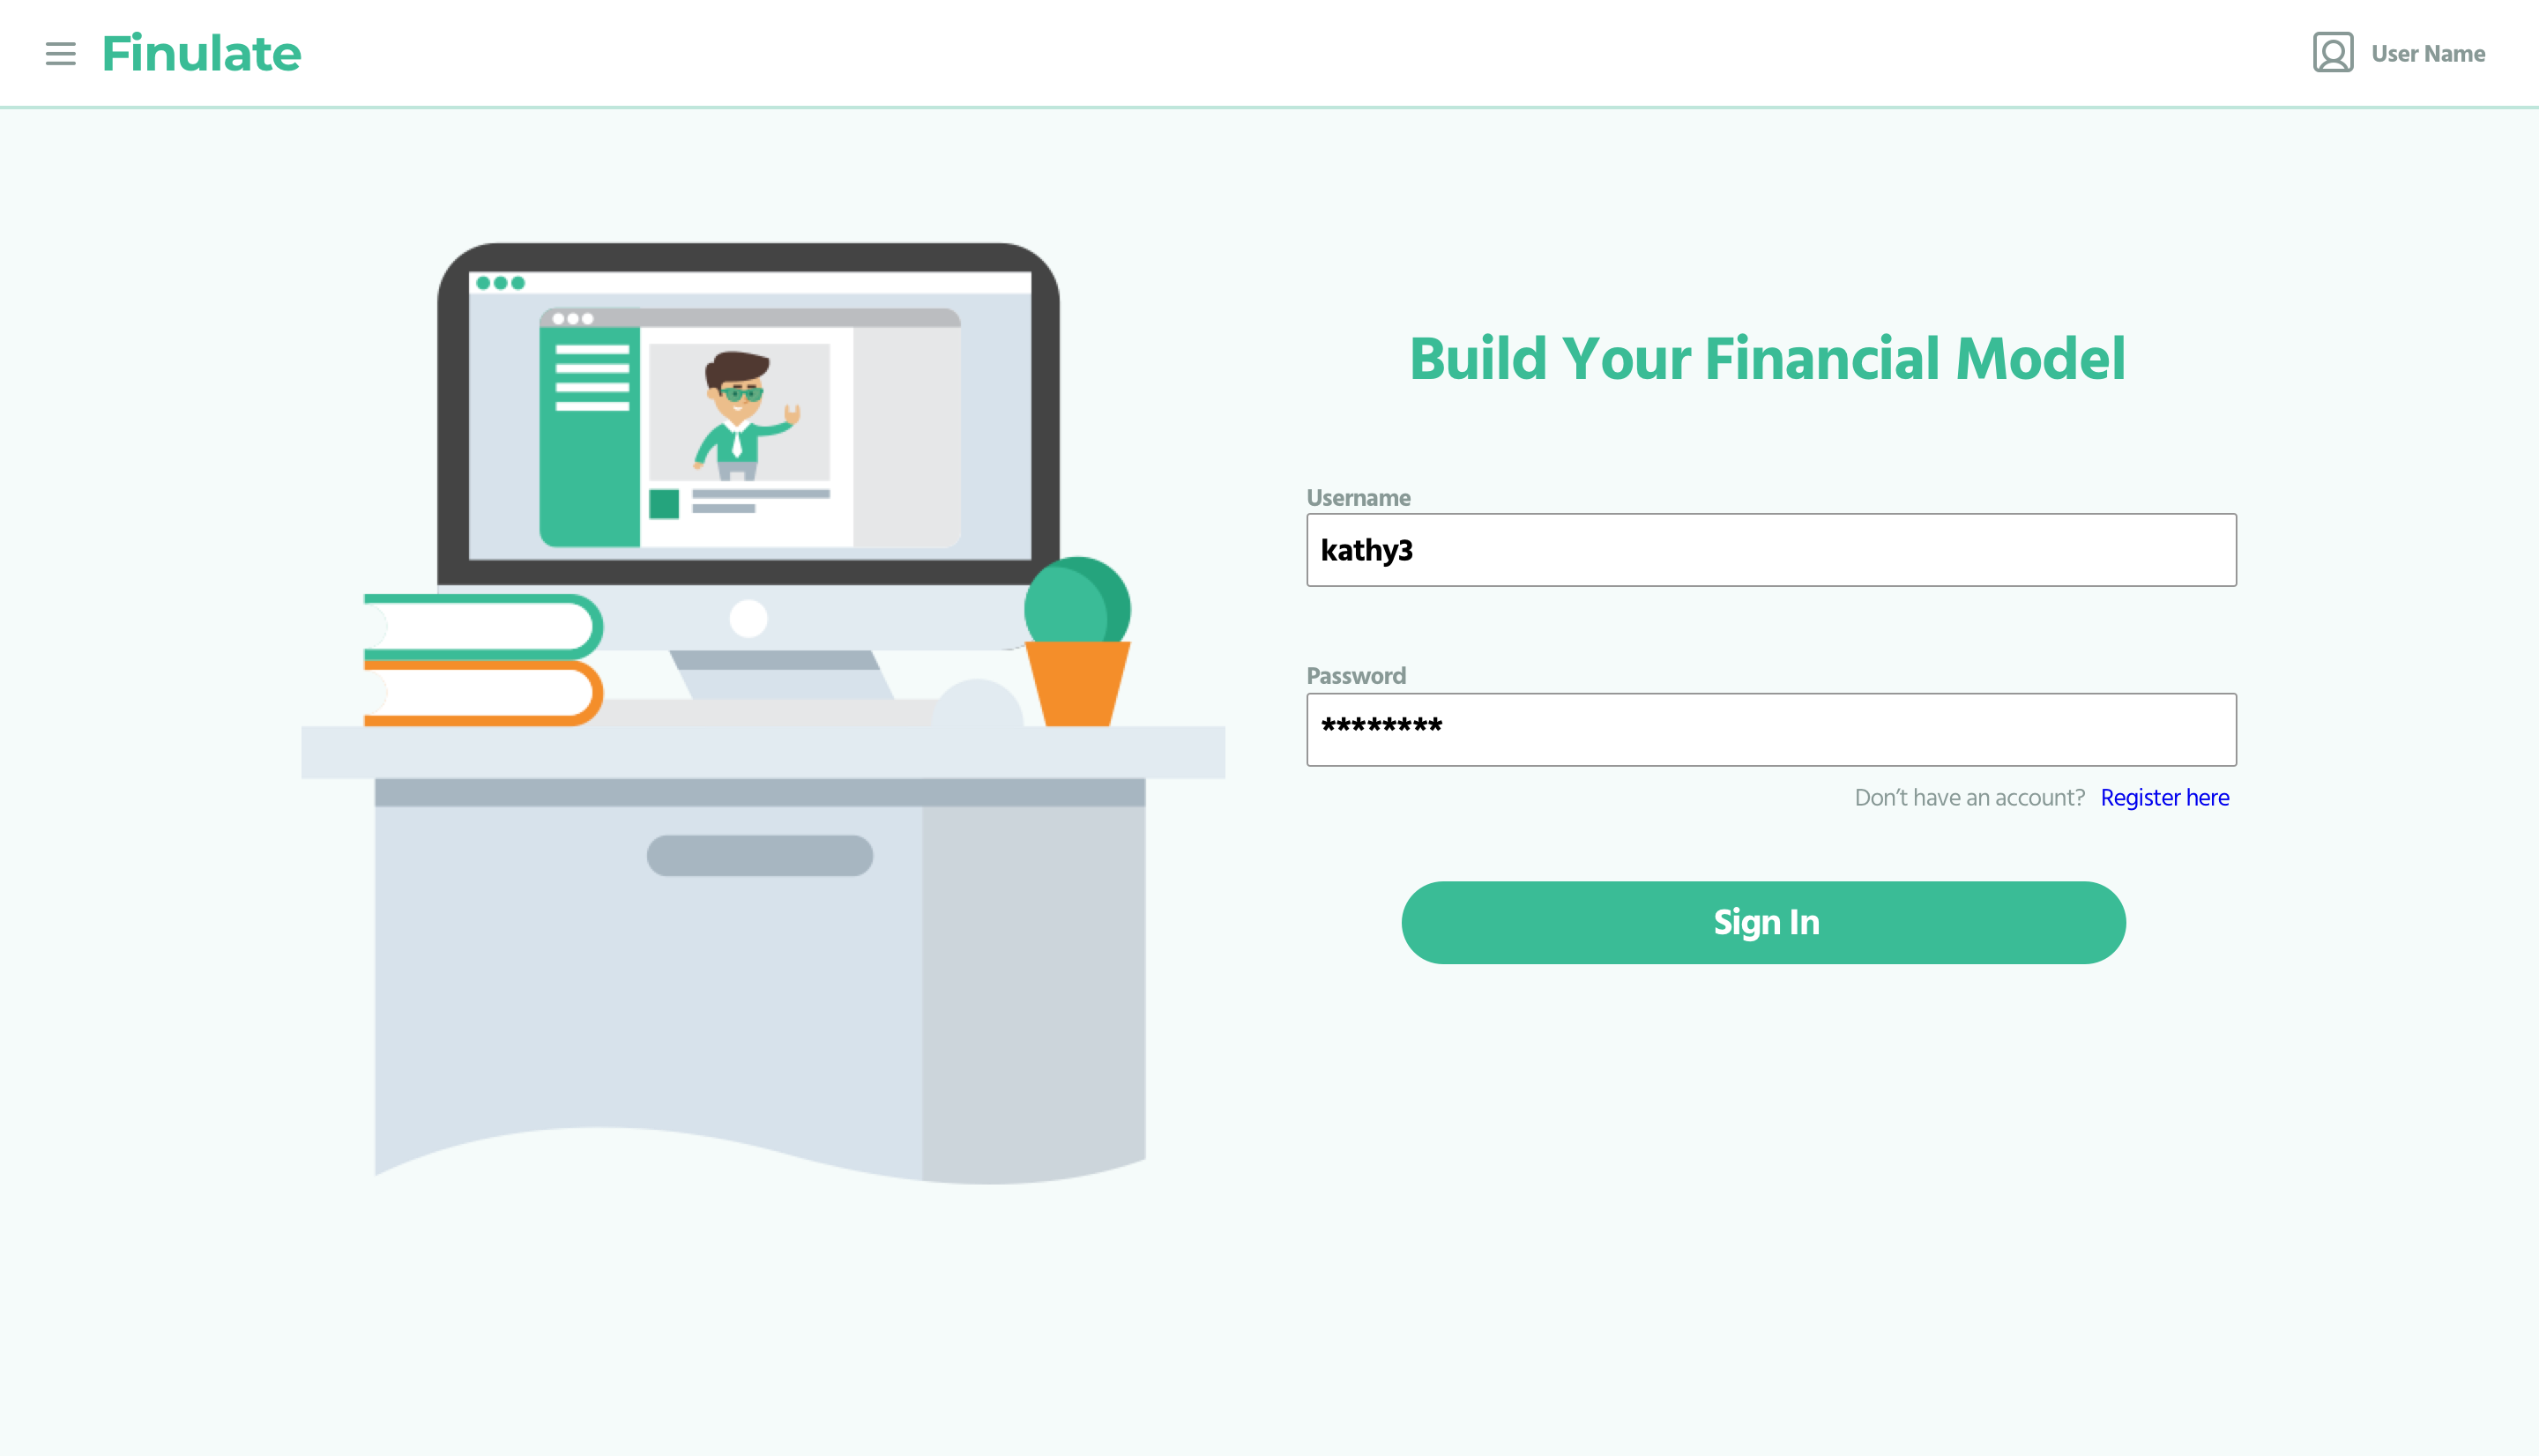 Finulate
User Name
Build Your Financial Model
Username
kathy3
Password
********
Don’t have an account? Register here
Sign In